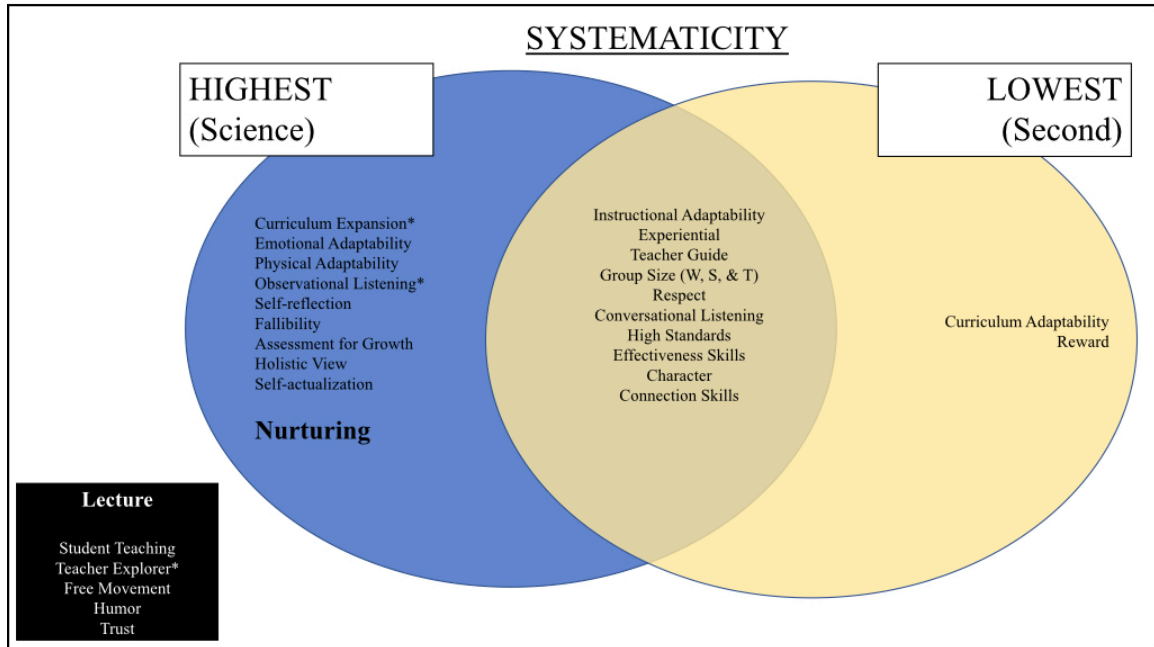 SYSTEMATICITY
HIGHEST
(Science)
LOWEST
(Second)
Curriculum Expansion*
Emotional Adaptability
Physical Adaptability
Observational Listening*
Self-reflection
Fallibility
Assessment for Growth
Holistic View
Self-actualization
Nurturing
Instructional Adaptability
Experiential
Teacher Guide
Group Size (W, S, & T)
Respect
Conversational Listening
High Standards
Effectiveness Skills
Character
Connection Skills
Curriculum Adaptability
Reward
Lecture
Student Teaching
Teacher Explorer*
Free Movement
Humor
Trust